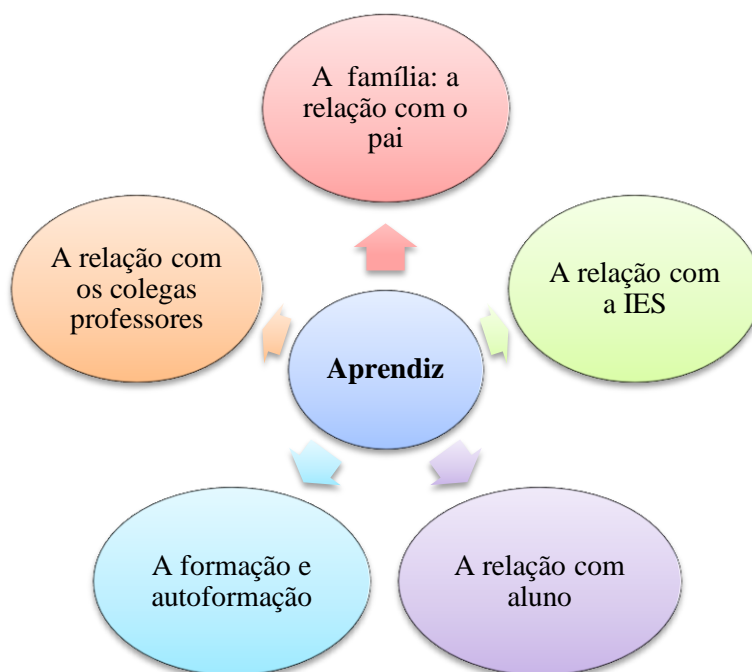 A família: a
relação com o
pai
A relação com
os colegas
professores
A relação com
a IES
Aprendiz
A formação e
autoformação
A relação com
aluno